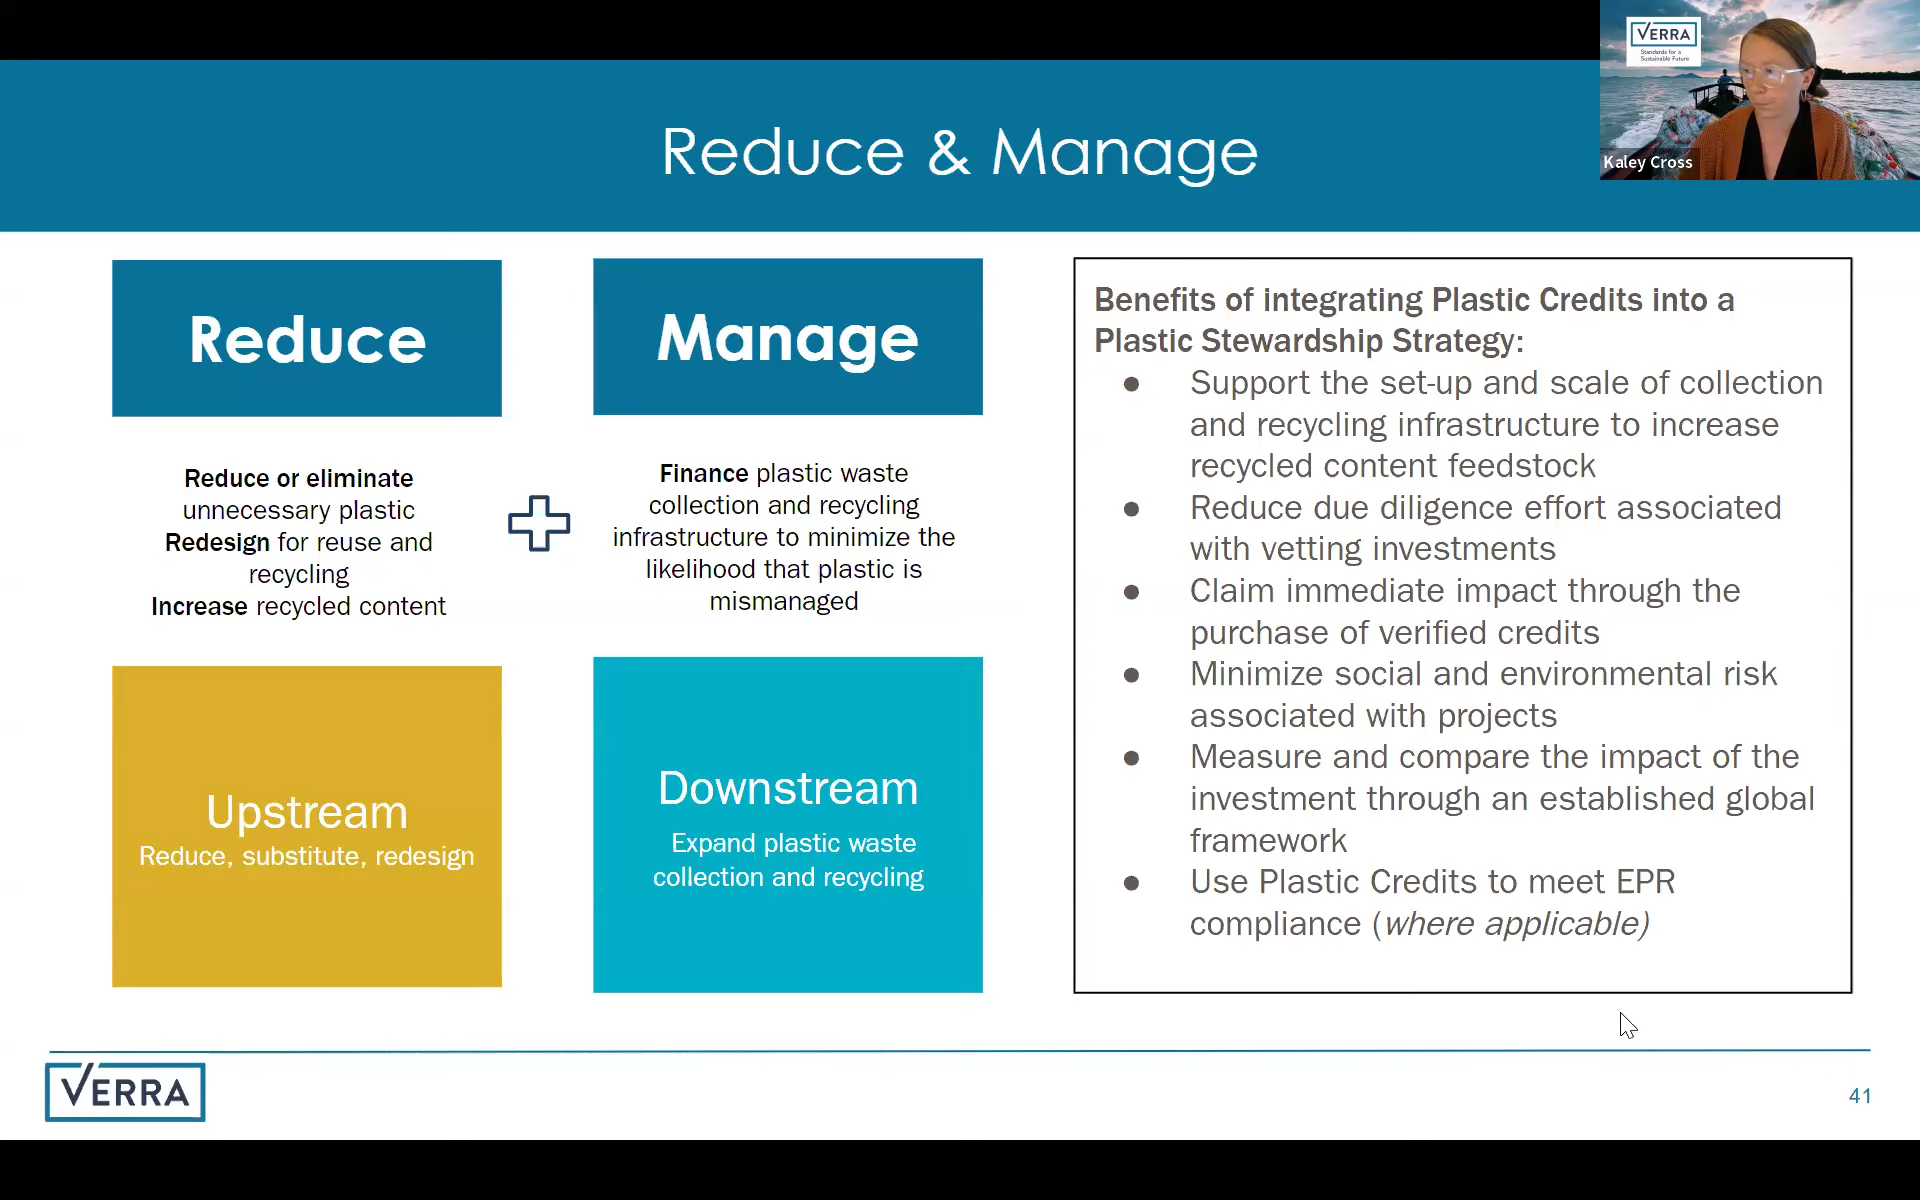 VERRA
Standards for a
Sustainable Future
Kaley Cross
Reduce & Manage
Reduce
Reduce or eliminate
unnecessary plastic
Redesign for reuse and
recycling
Increase recycled content
Upstream
Reduce, substitute, redesign
Manage
Finance plastic waste
collection and recycling
infrastructure to minimize the
likelihood that plastic is
mismanaged
Downstream
Expand plastic waste
collection and recycling
Benefits of integrating Plastic Credits into a
Plastic Stewardship Strategy:
● Support the set-up and scale of collection
and recycling infrastructure to increase
recycled content feedstock
● Reduce due diligence effort associated
with vetting investments
● Claim immediate impact through the
purchase of verified credits
● Minimize social and environmental risk
associated with projects
● Measure and compare the impact of the
investment through an established global
framework
● Use Plastic Credits to meet EPR
compliance (where applicable)
VERRA
41